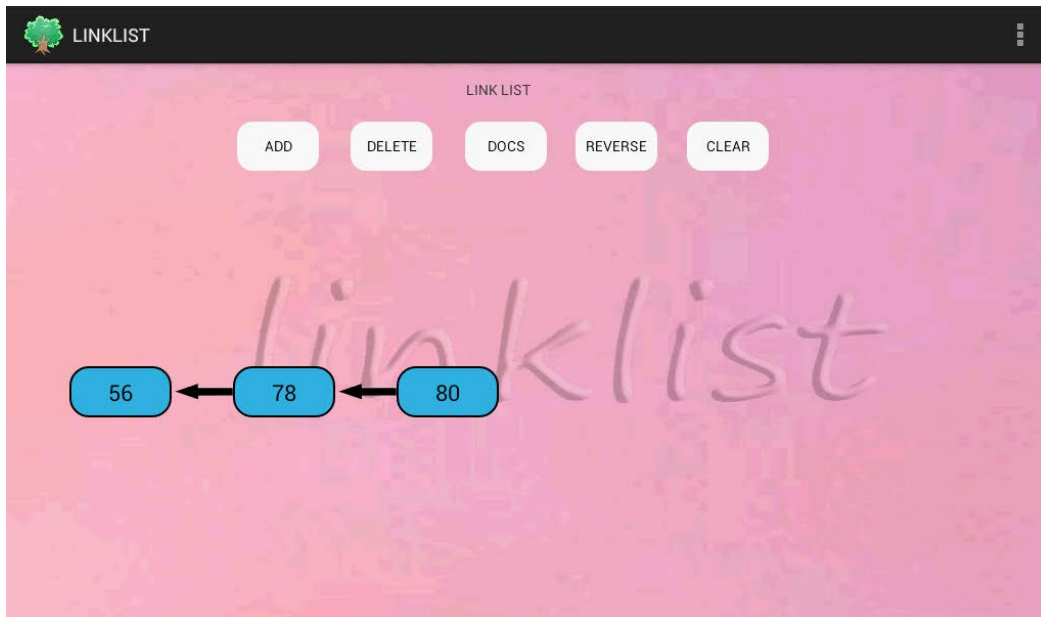 LINKLIST
LINK LIST
ADD DELETE DOCS REVERSE CLEAR
linklist
56 78 80